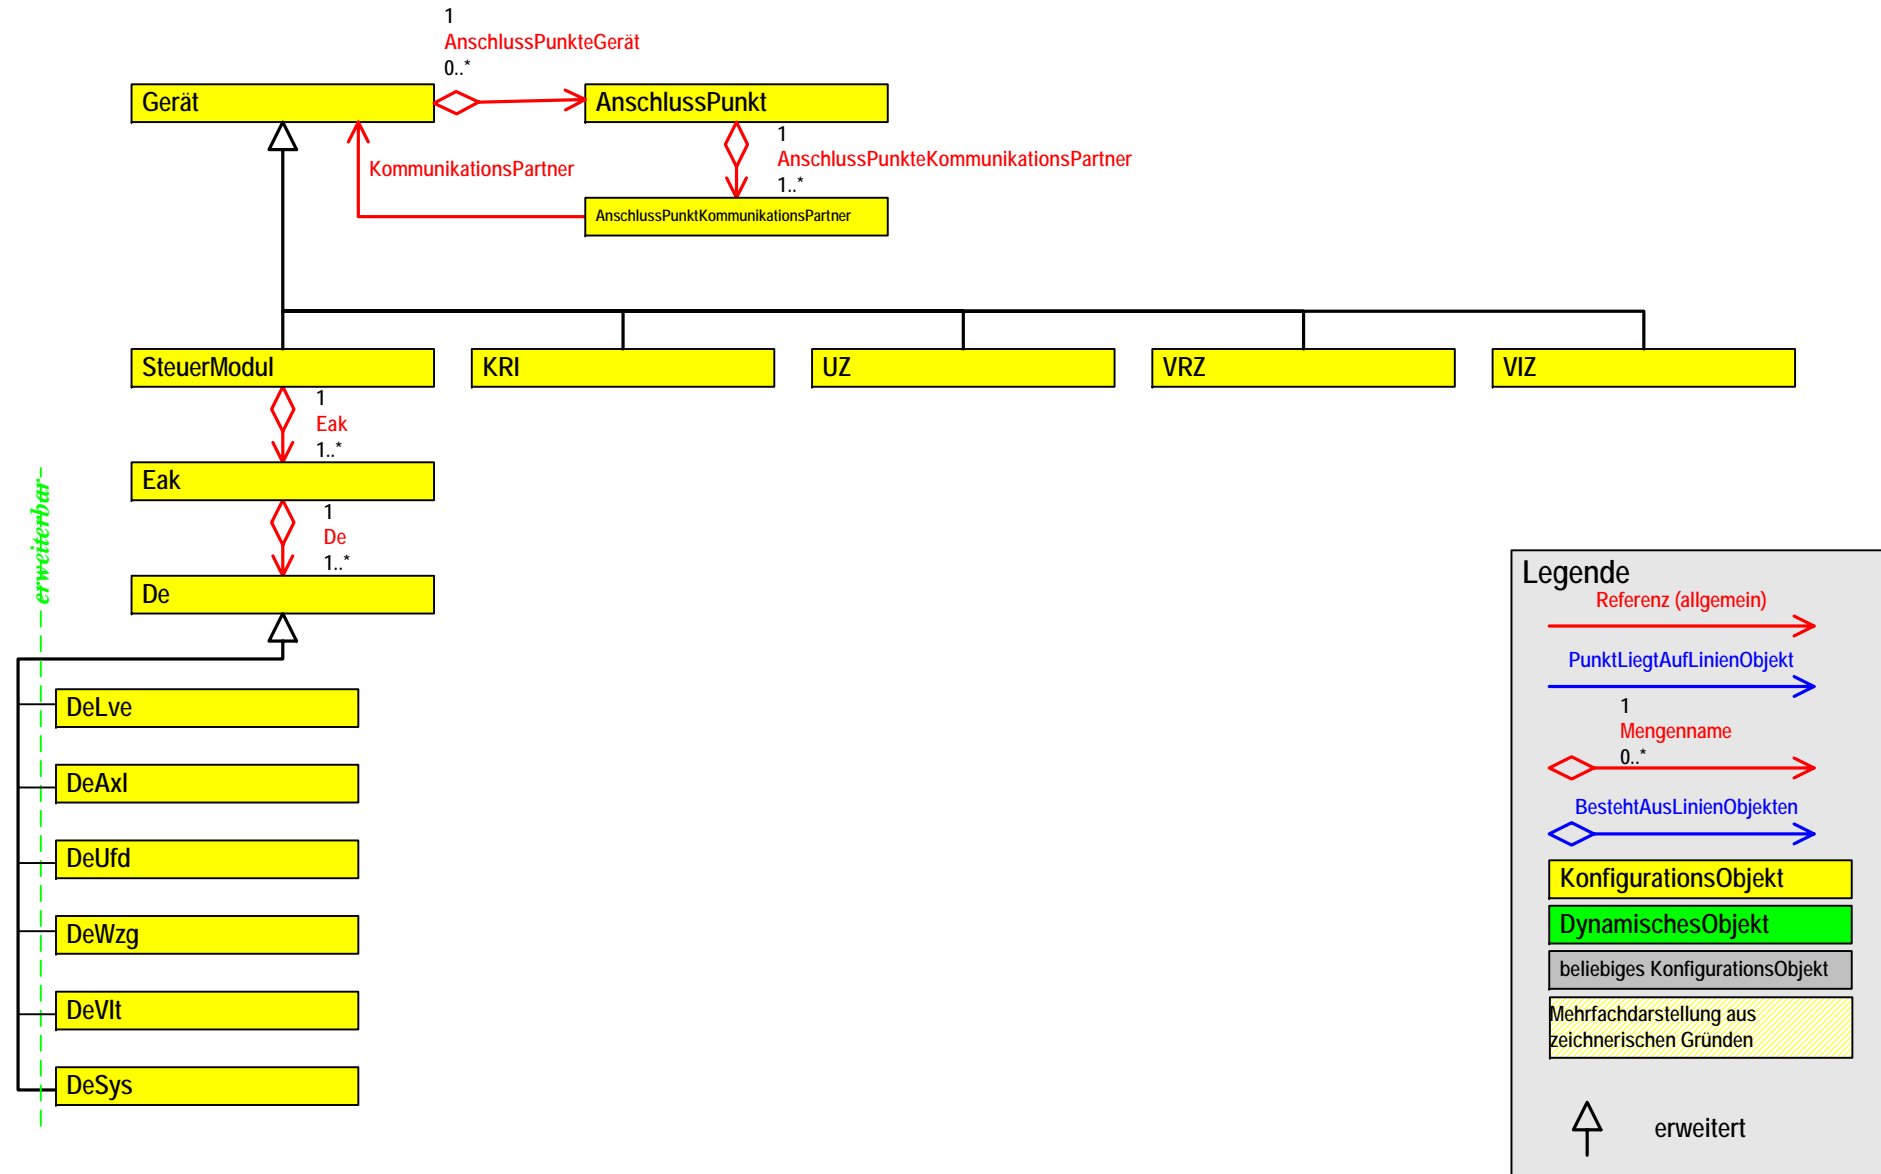 1
AnschlussPunkteGerät
0..*
Gerät
AnschlussPunkt
1
AnschlussPunkteKommunikationsPartner
1..*
KommunikationsPartner
AnschlussPunktKommunikationsPartner
SteuerModul
KRI
UZ
VRZ
VIZ
1
Eak
1..*
Eak
1
De
1..*
De
erweiterbar
DeLve
DeAxl
DeUfd
DeWzg
DeVlt
DeSys
Legende
Referenz (allgemein)
PunktLiegtAufLinienObjekt
1
Mengenname
0..*
BestehtAusLinienObjekten
KonfigurationsObjekt
DynamischesObjekt
beliebiges KonfigurationsObjekt
Mehrfachdarstellung aus
zeichnerischen Gründen
erweitert